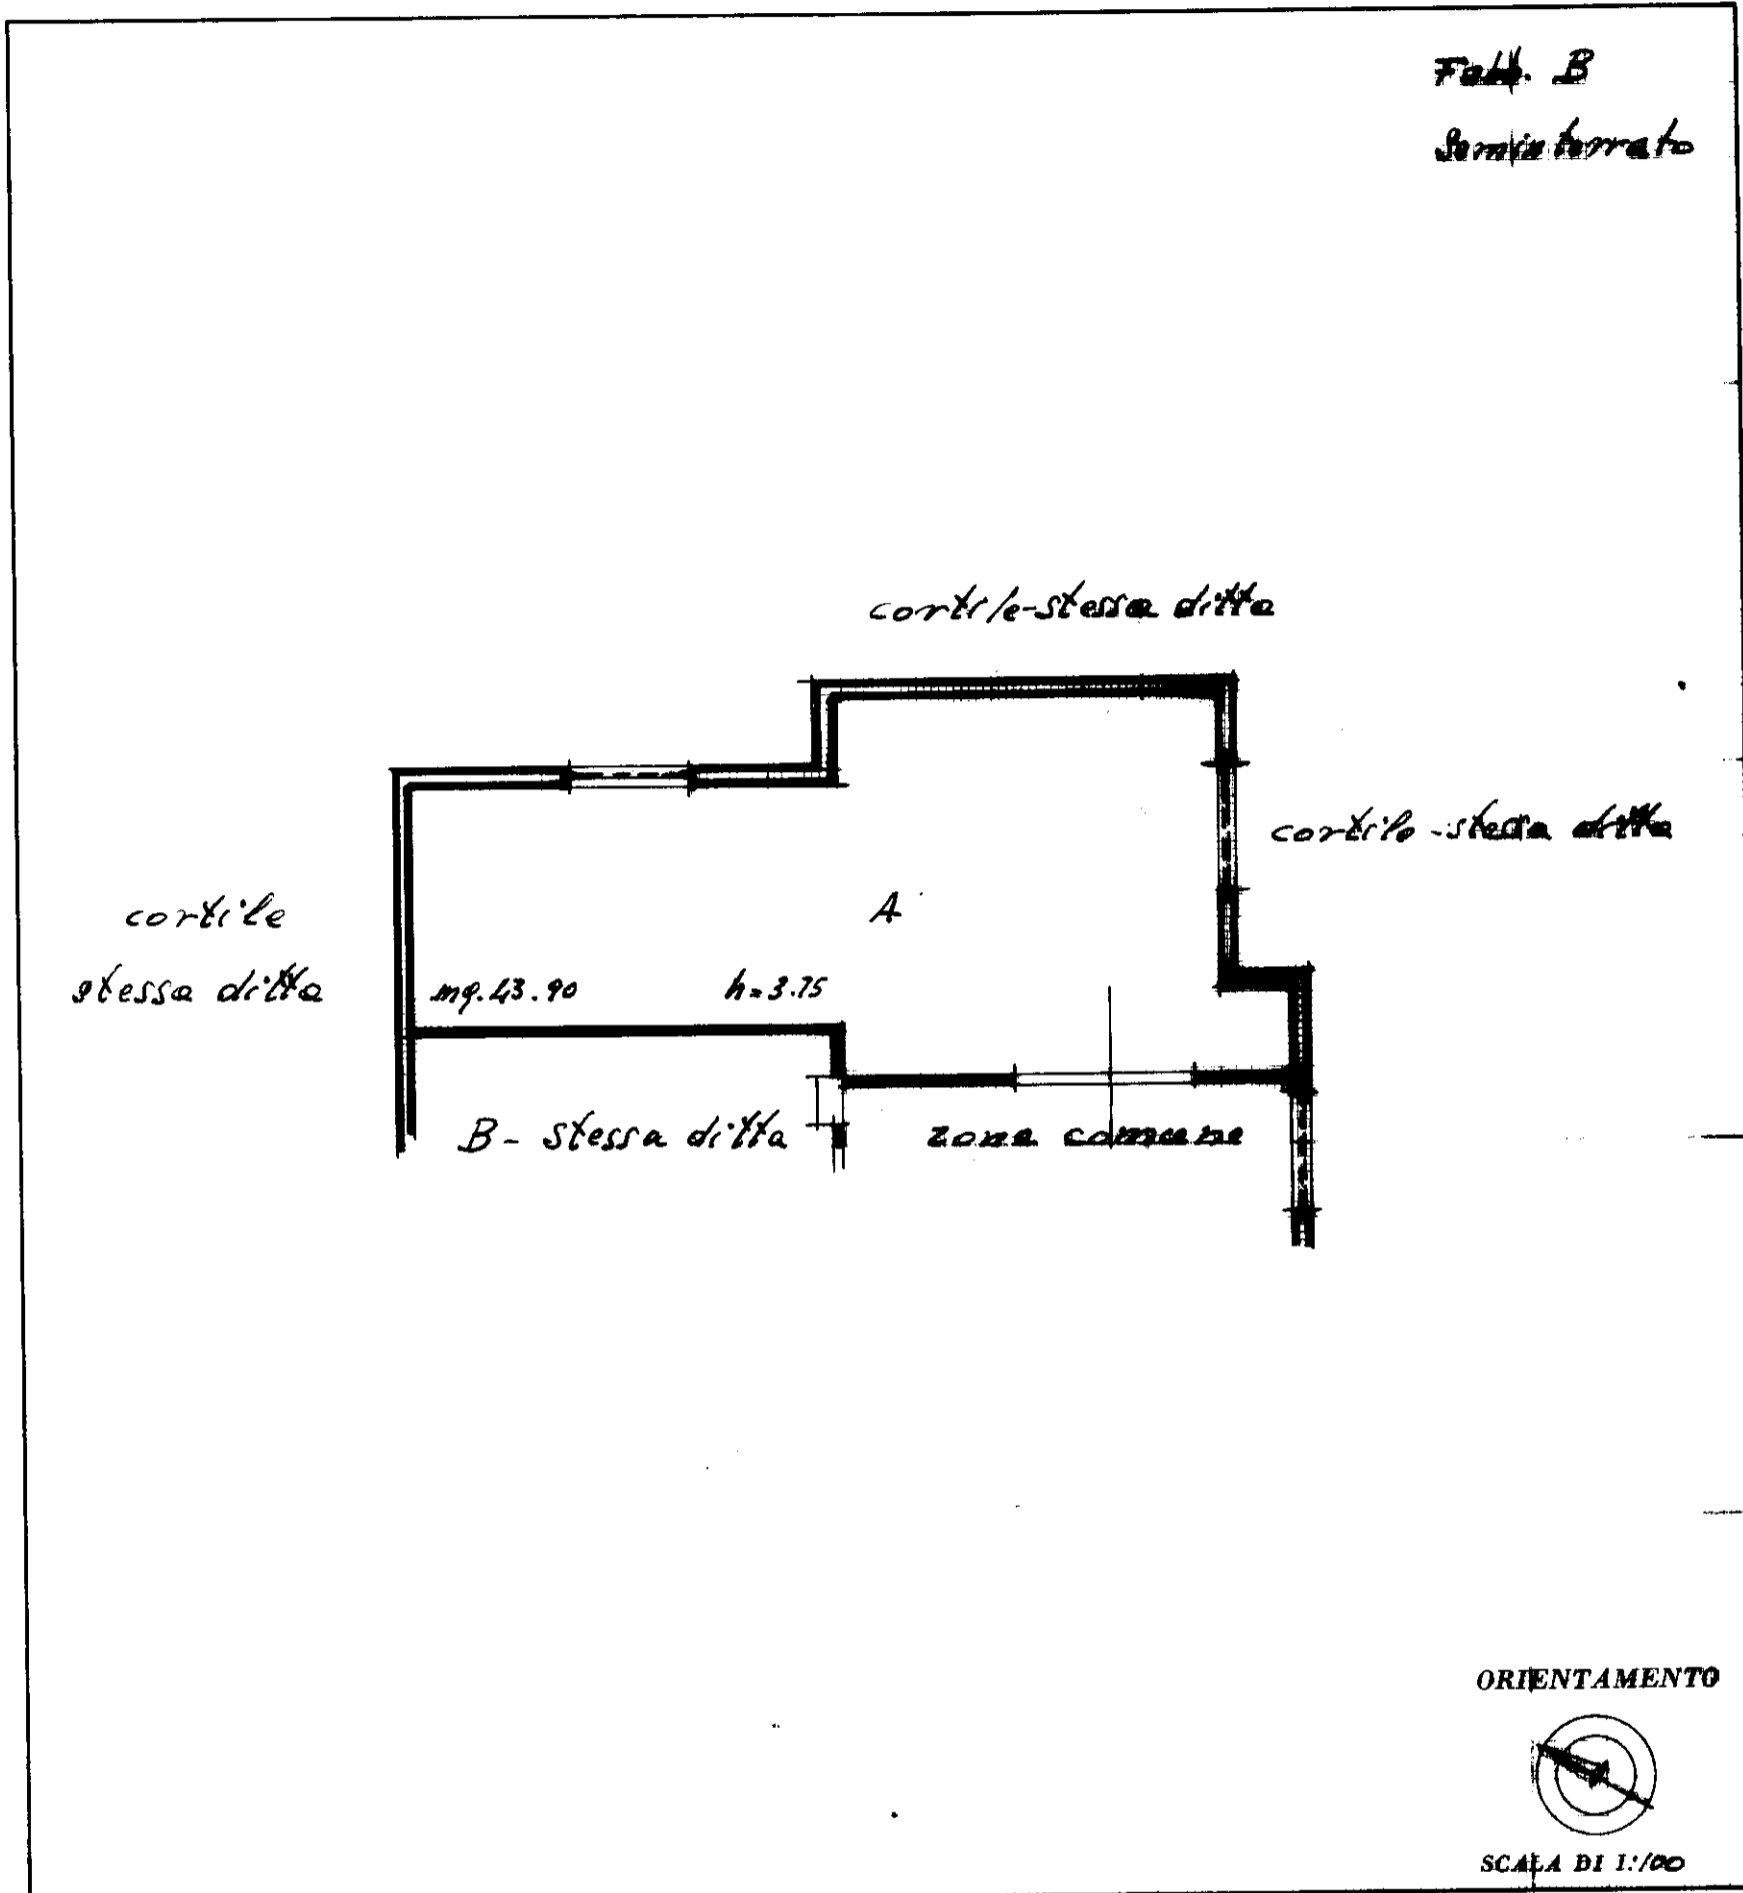 Fabb. B
Seminterrato
cortile-stessa ditta
cortile-stessa ditta
A
cortile
stessa ditta
mq. 43.90 h=3.75
B- stessa ditta zona comune
ORIENTAMENTO
SCALA DI 1:100